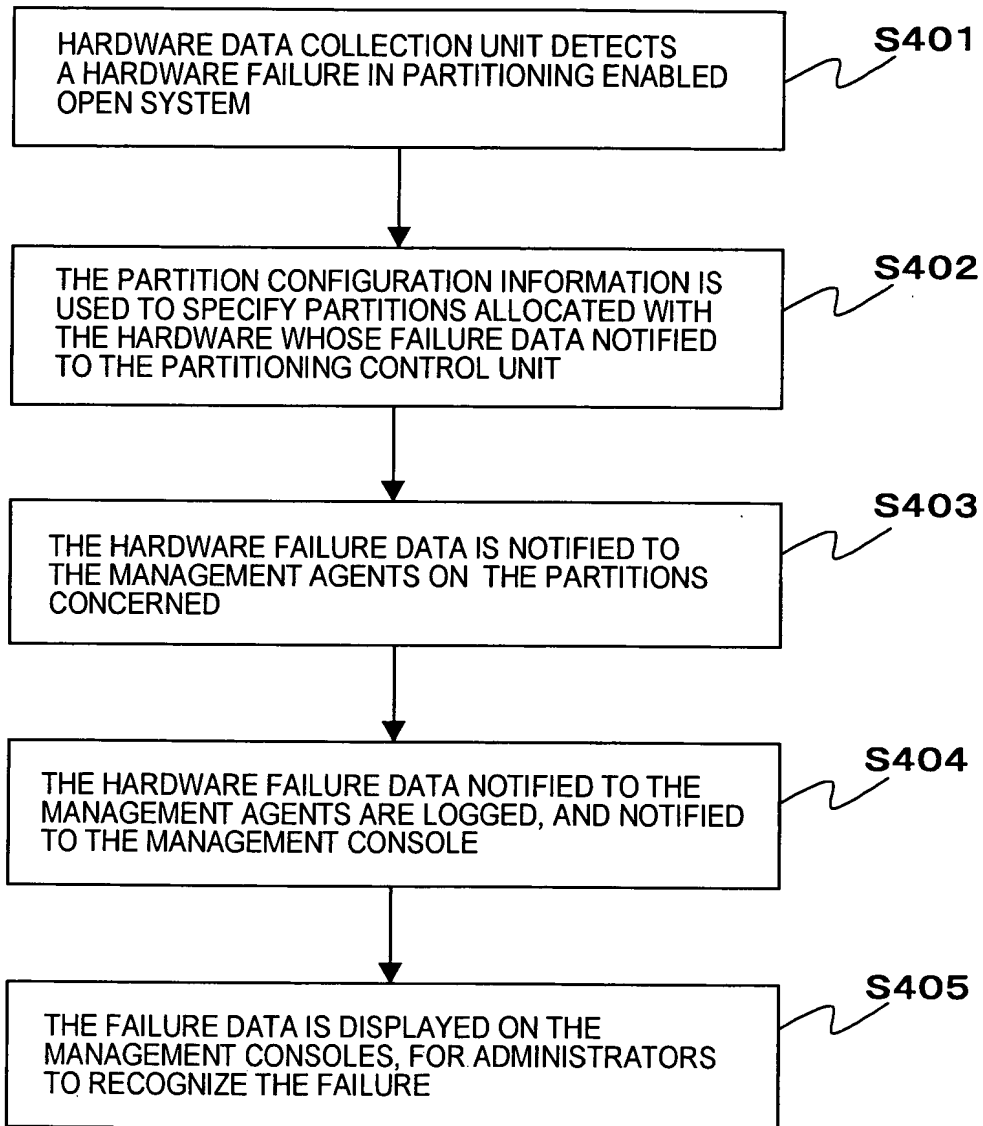 HARDWARE DATA COLLECTION UNIT DETECTS
A HARDWARE FAILURE IN PARTITIONING ENABLED
OPEN SYSTEM
S401
THE PARTITION CONFIGURATION INFORMATION IS
USED TO SPECIFY PARTITIONS ALLOCATED WITH
THE HARDWARE WHOSE FAILURE DATA NOTIFIED
TO THE PARTITIONING CONTROL UNIT
S402
THE HARDWARE FAILURE DATA IS NOTIFIED TO
THE MANAGEMENT AGENTS ON THE PARTITIONS
CONCERNED
S403
THE HARDWARE FAILURE DATA NOTIFIED TO THE
MANAGEMENT AGENTS ARE LOGGED, AND NOTIFIED
TO THE MANAGEMENT CONSOLE
S404
THE FAILURE DATA IS DISPLAYED ON THE
MANAGEMENT CONSOLES, FOR ADMINISTRATORS
TO RECOGNIZE THE FAILURE
S405